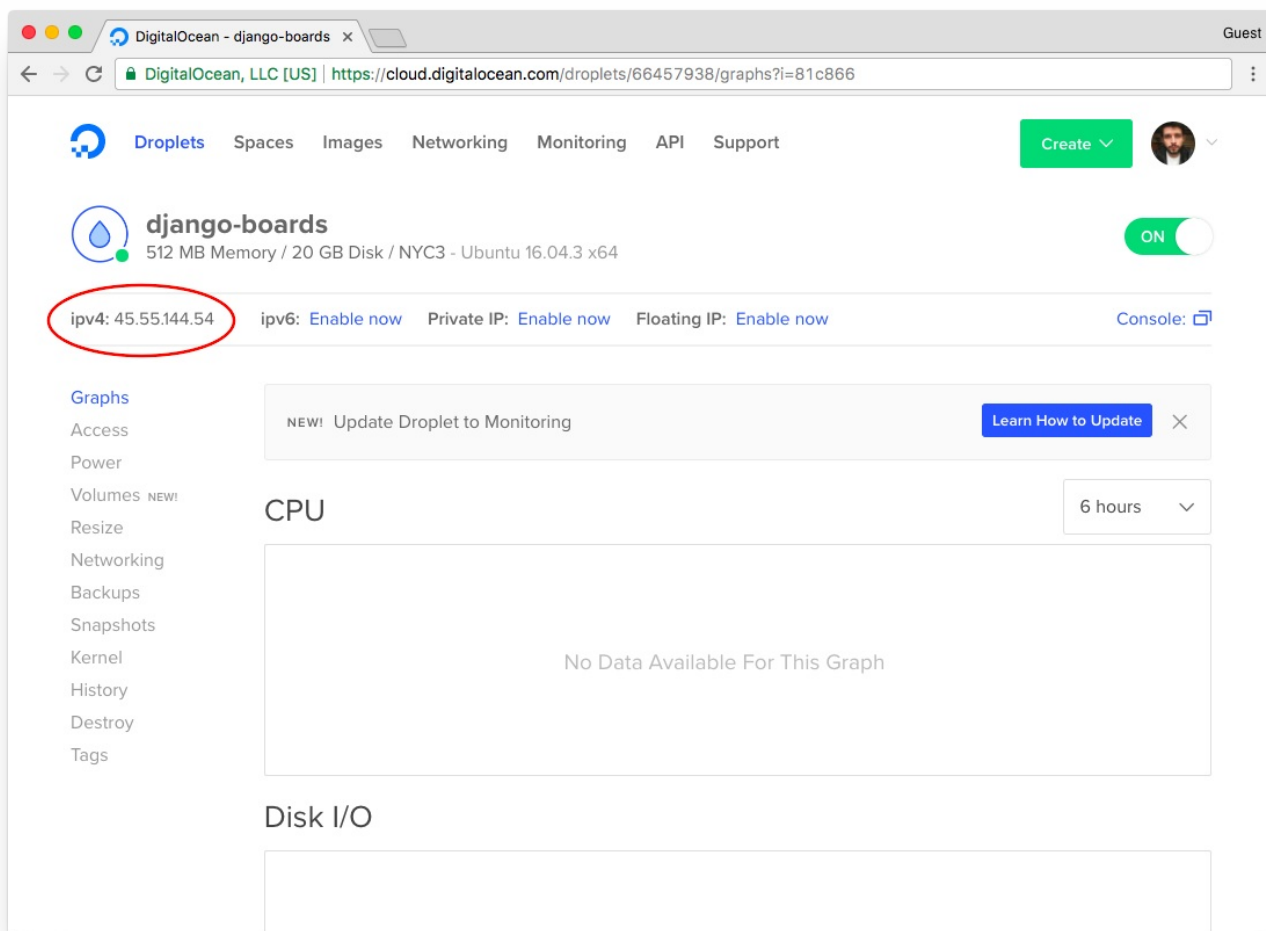 DigitalOcean - django-boards
Guest
DigitalOcean, LLC [US] | https://cloud.digitalocean.com/droplets/66457938/graphs?i=81c866
Droplets Spaces Images Networking Monitoring API Support Create
django-boards
512 MB Memory / 20 GB Disk / NYC3 - Ubuntu 16.04.3 x64
ON
ipv4: 45.55.144.54 ipv6: Enable now Private IP: Enable now Floating IP: Enable now Console:
Graphs
Access
Power
Volumes NEW!
Resize
Networking
Backups
Snapshots
Kernel
History
Destroy
Tags
NEW! Update Droplet to Monitoring Learn How to Update
CPU
6 hours
No Data Available For This Graph
Disk I/O